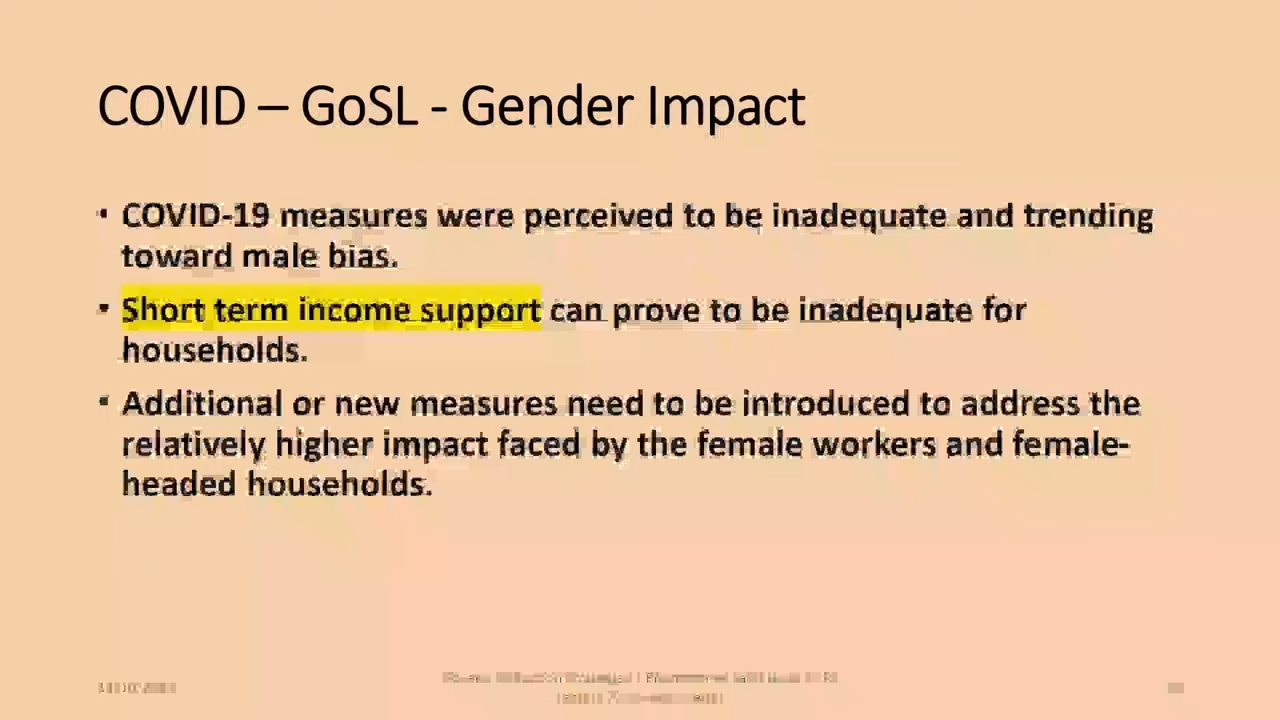 COVID – GoSL - Gender Impact
• COVID-19 measures were perceived to be inadequate and trending
toward male bias.
• Short term income support can prove to be inadequate for
households.
• Additional or new measures need to be introduced to address the
relatively higher impact faced by the female workers and female-
headed households.